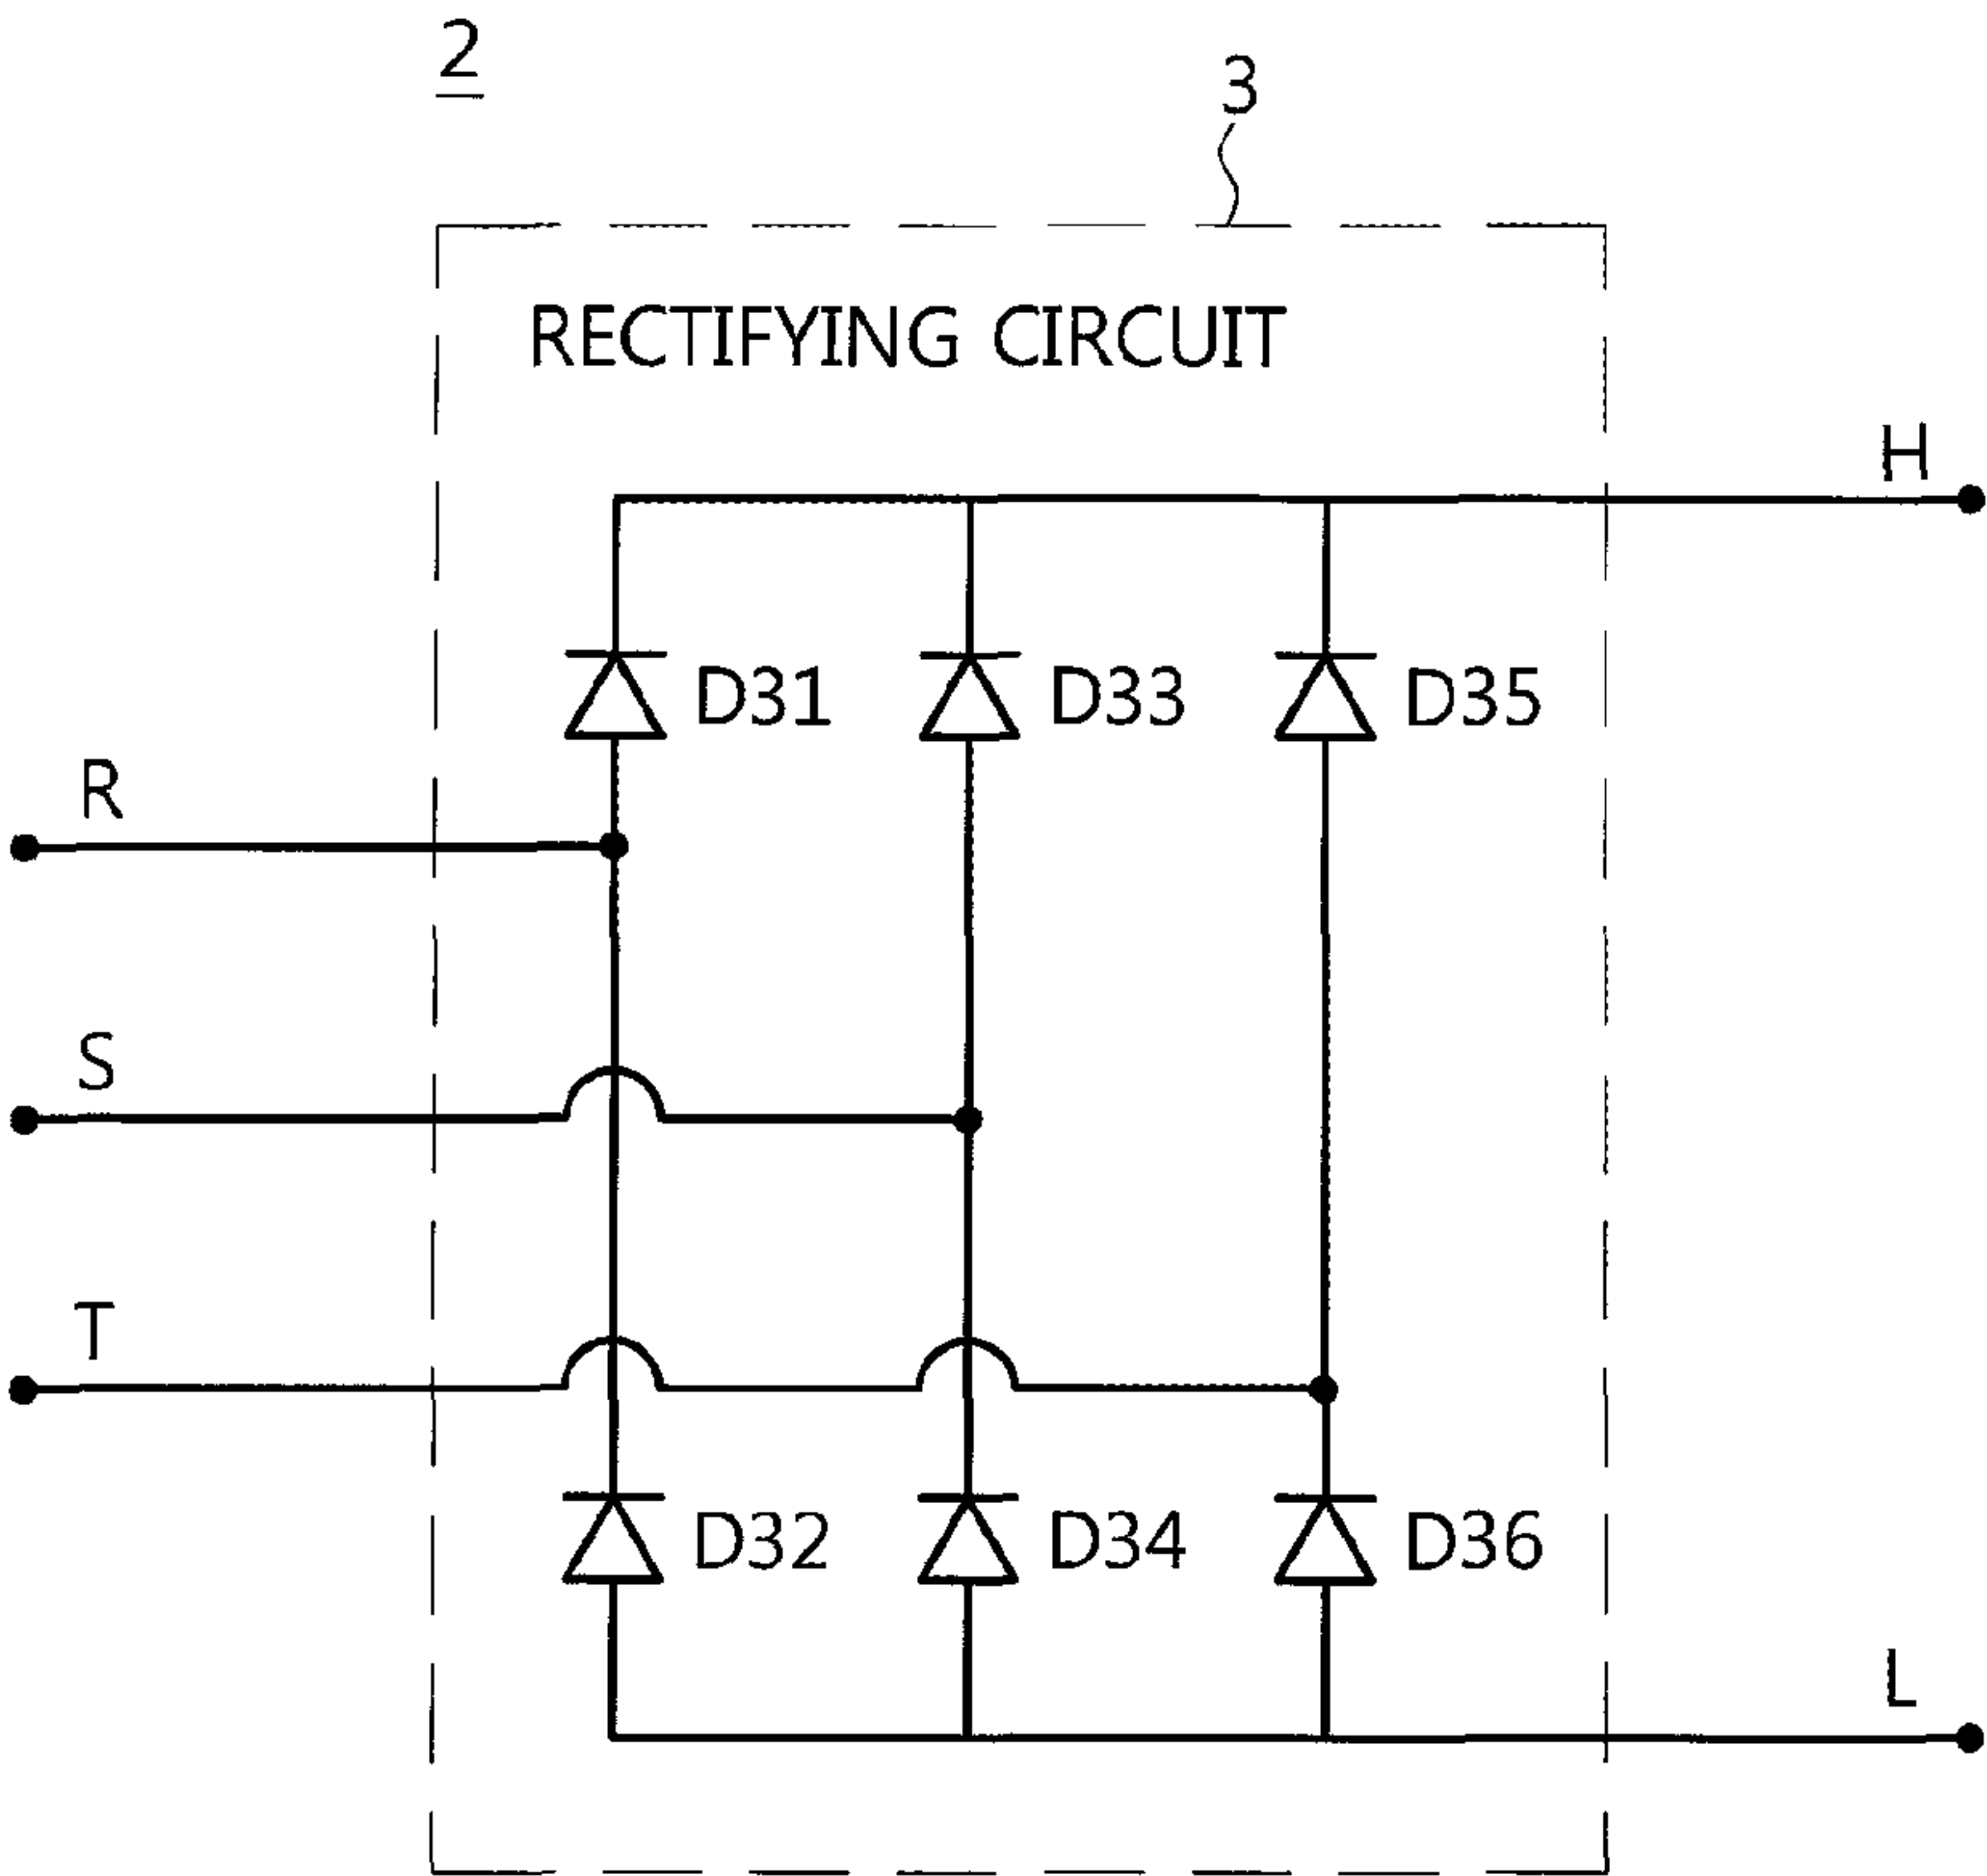 2
3
RECTIFYING CIRCUIT
H
D31 D33 D35
R
S
T
D32 D34 D36
L